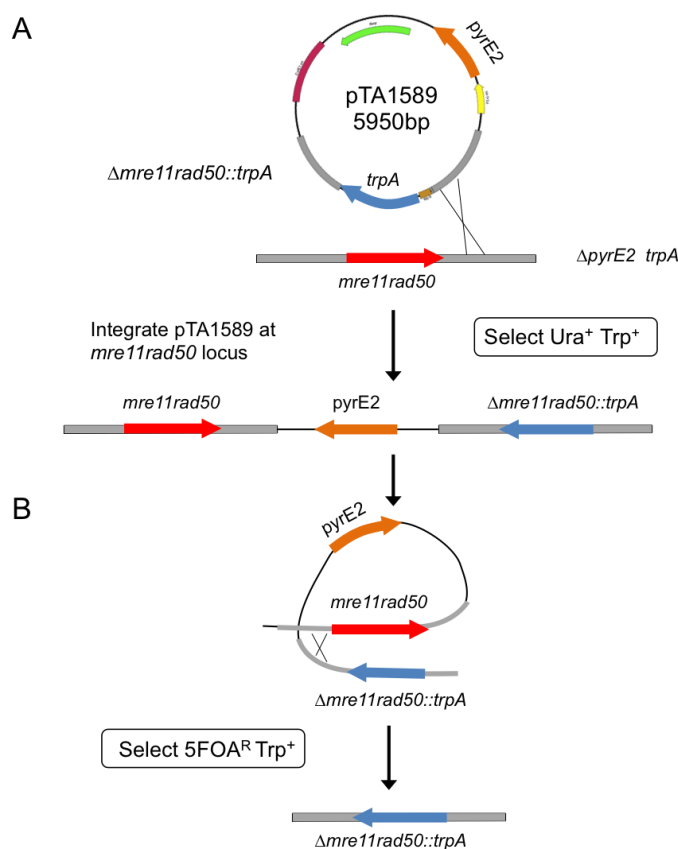 A
pyrE2
pTA1589
5950bp
Δmre11rad50::trpA
trpA
ΔpyrE2 trpA
mre11rad50
Integrate pTA1589 at
mre11rad50 locus
Select Ura⁺ Trp⁺
mre11rad50
pyrE2
Δmre11rad50::trpA
B
pyrE2
mre11rad50
Δmre11rad50::trpA
Select 5FOAᴿ Trp⁺
Δmre11rad50::trpA